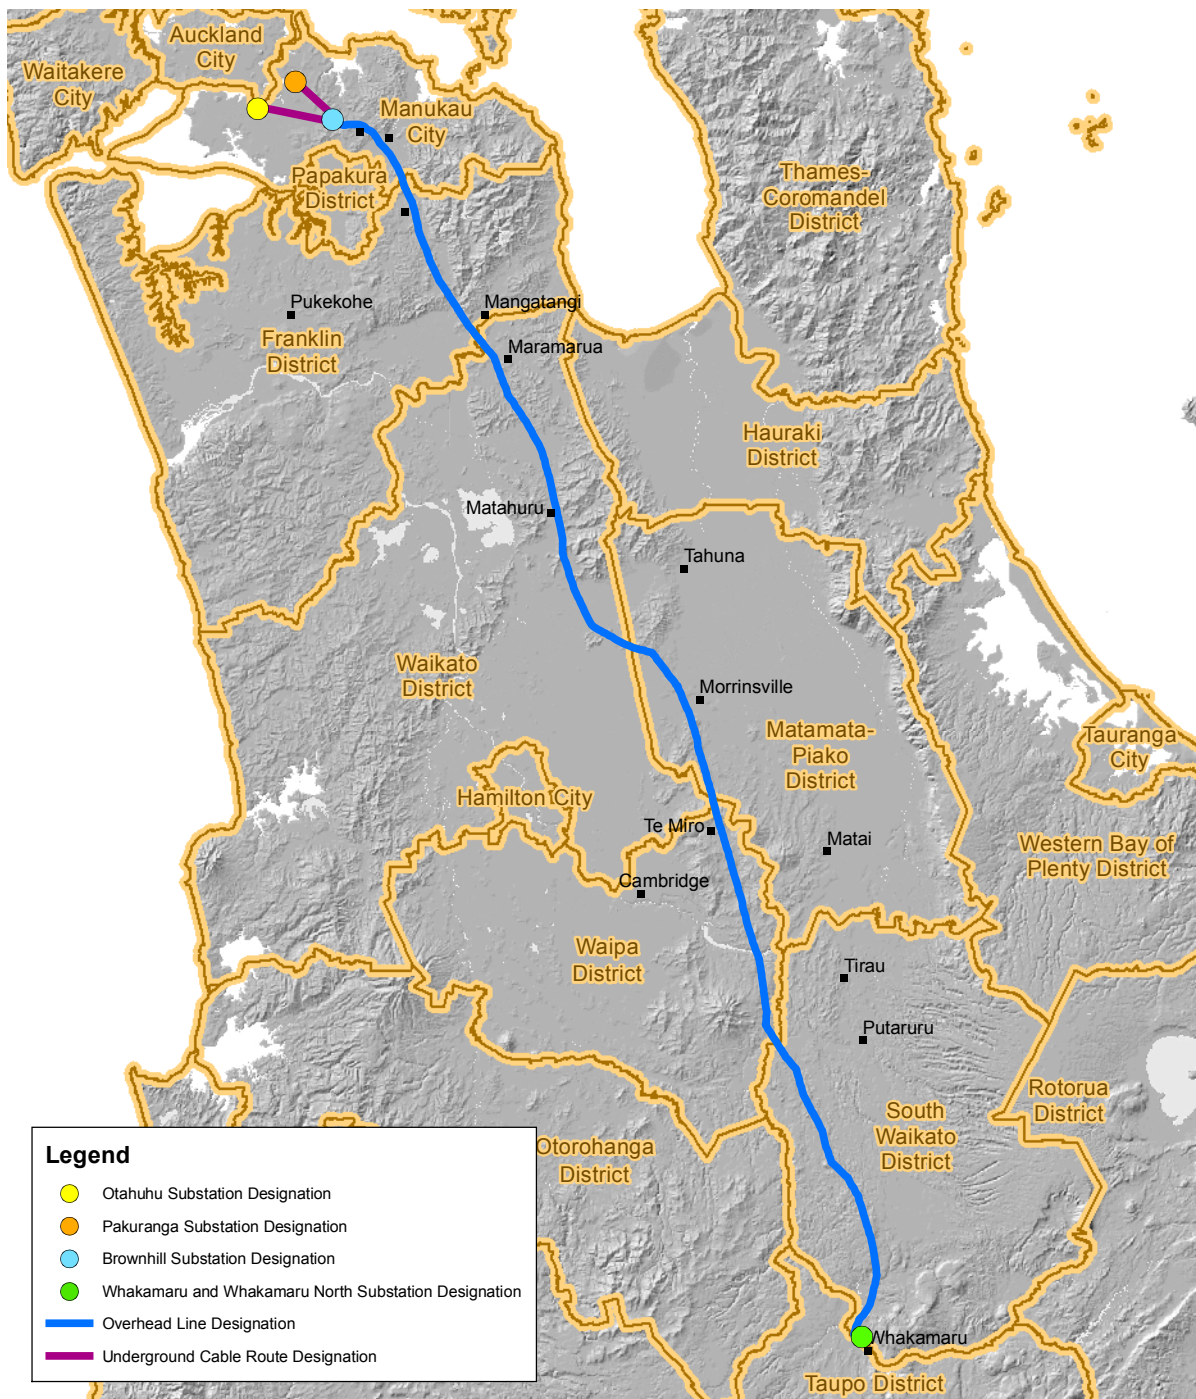 Auckland
City
Waitakere
City
Manukau
City
Papakura
District
Thames-
Coromandel
District
Pukekohe
Mangatangi
Franklin
District
Maramarua
Hauraki
District
Matahuru
Tahuna
Waikato
District
Morrinsville
Matamata-
Piako
District
Tauranga
City
Hamilton City
Te Miro
Matai
Western Bay of
Plenty District
Cambridge
Waipa
District
Tirau
Putaruru
Rotorua
District
South
Waikato
District
Otorohanga
District
Whakamaru
Taupo District
Legend
Otahuhu Substation Designation
Pakuranga Substation Designation
Brownhill Substation Designation
Whakamaru and Whakamaru North Substation Designation
Overhead Line Designation
Underground Cable Route Designation